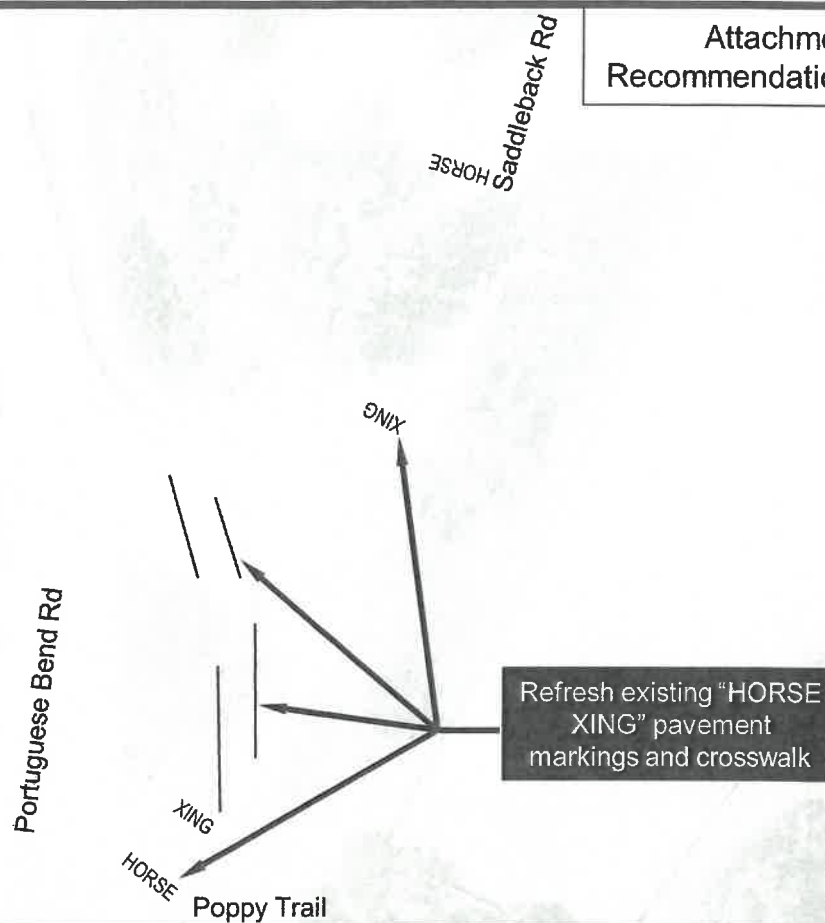 Attachme
Recommendatio
Saddleback Rd
HORSE
XING
Portuguese Bend Rd
Refresh existing “HORSE
XING” pavement
markings and crosswalk
XING
HORSE
Poppy Trail